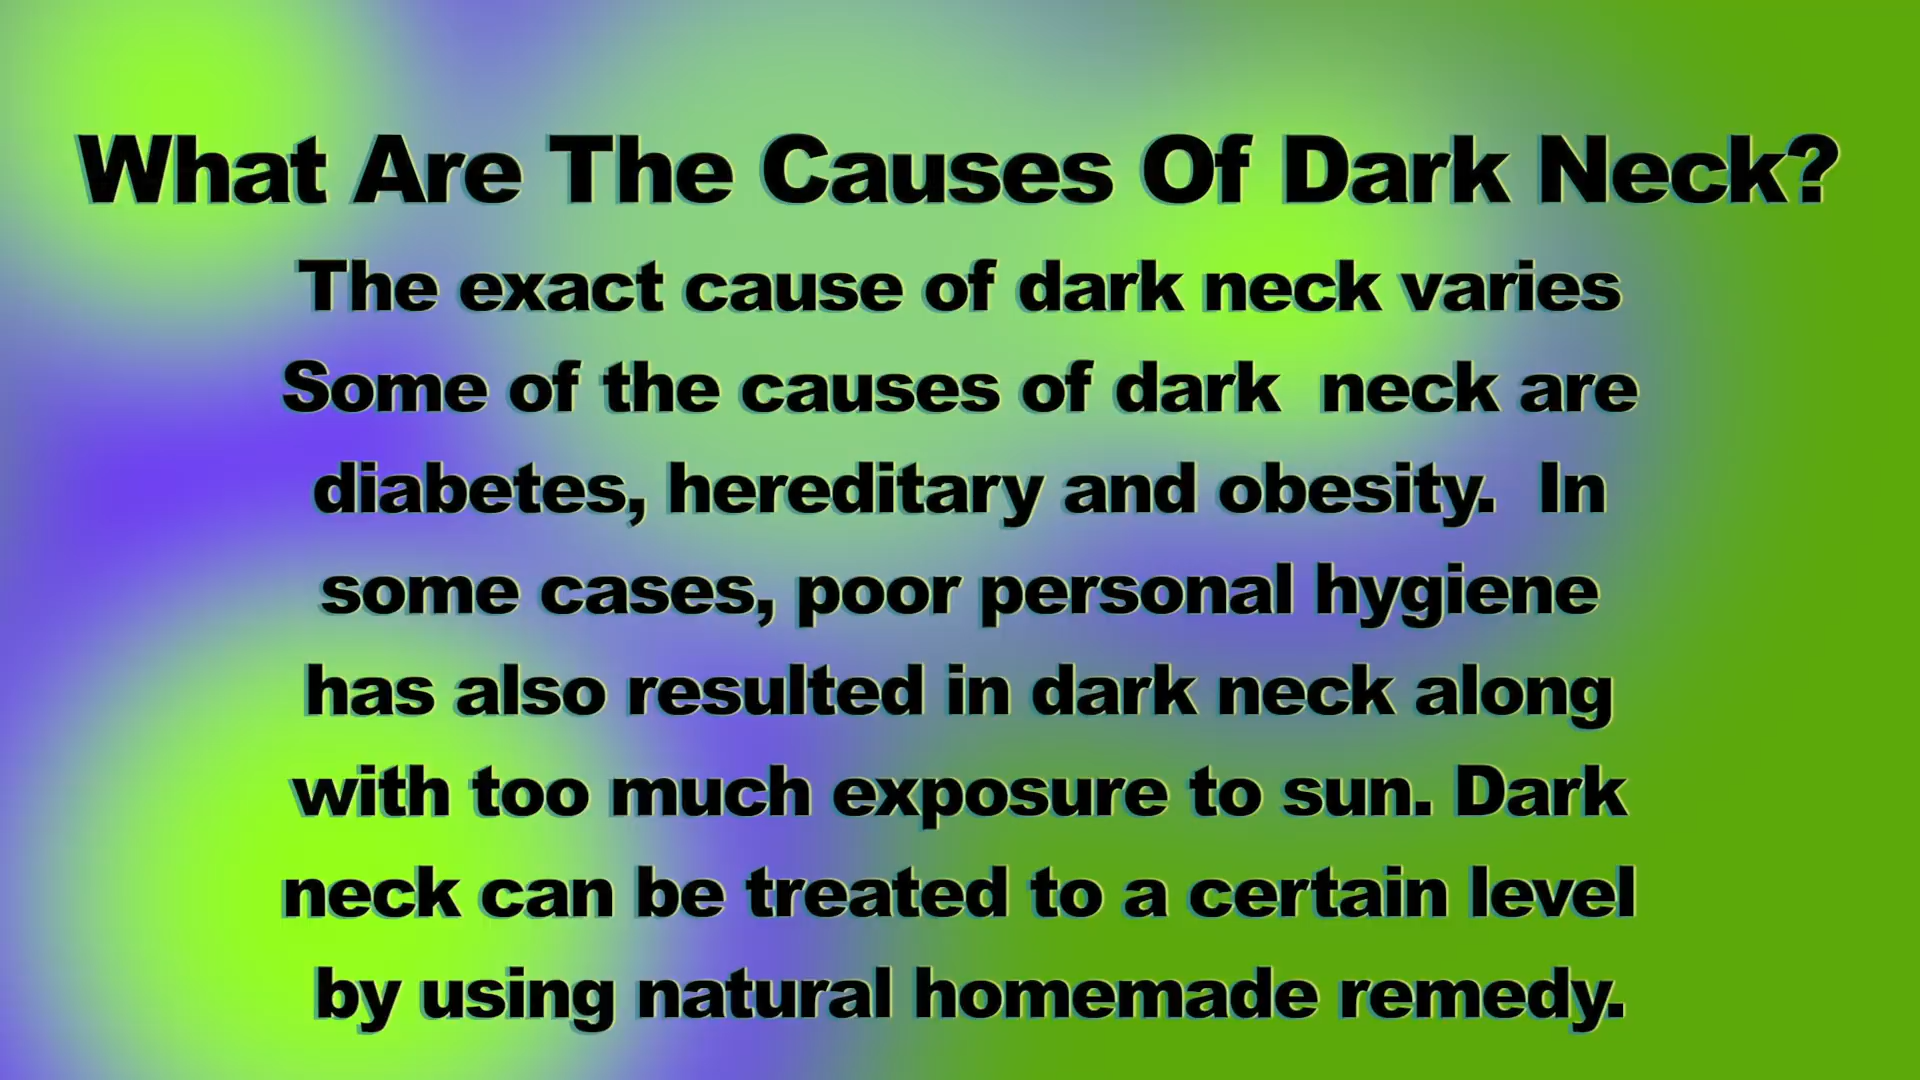 What Are The Causes Of Dark Neck?
The exact cause of dark neck varies
Some of the causes of dark  neck are
diabetes, hereditary and obesity.  In
some cases, poor personal hygiene
has also resulted in dark neck along
with too much exposure to sun. Dark
neck can be treated to a certain level
by using natural homemade remedy.